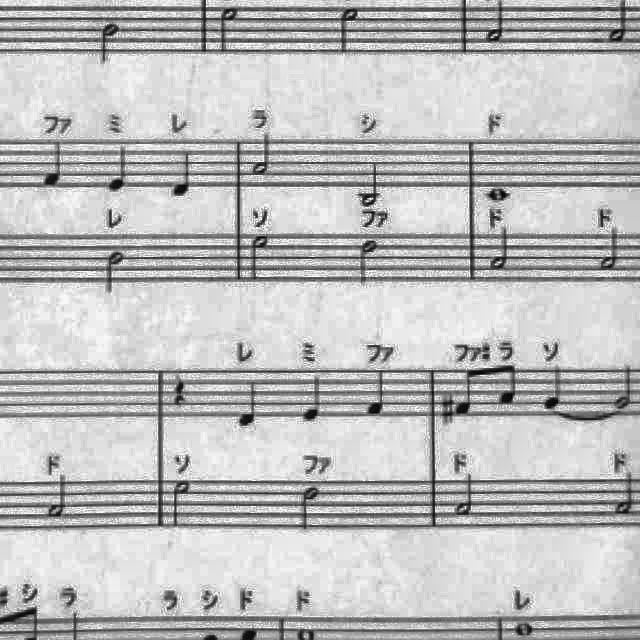 ファ ミ レ ラ シ ド
レ ソ ファ ド ド
レ ミ ファ ファ♯ ラ ソ
ド ソ ファ ド ド
シ ラ ラ シ ド ド レ